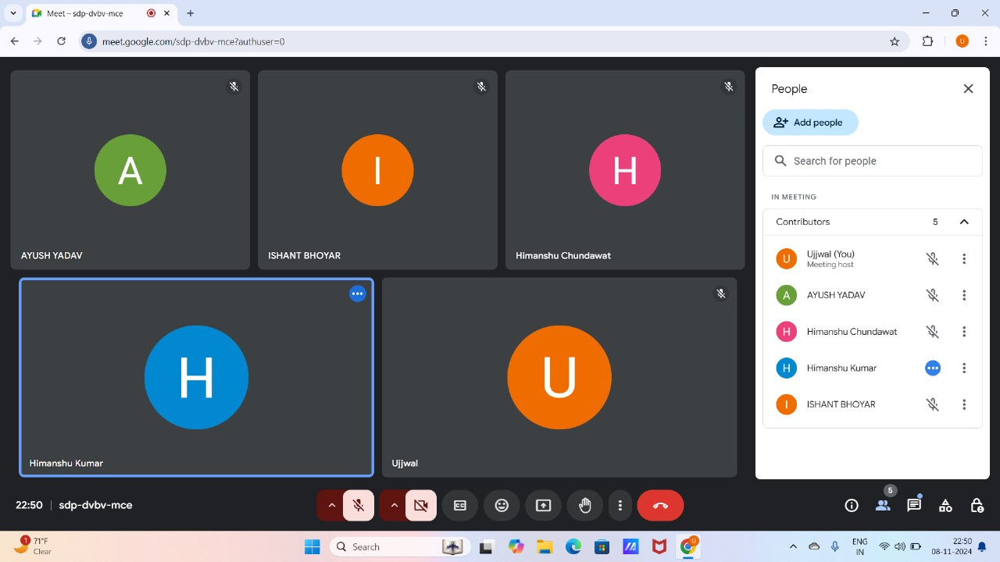 Meet – sdp-dvbv-mce
meet.google.com/sdp-dvbv-mce?authuser=0
U
A
AYUSH YADAV
I
ISHANT BHOYAR
H
Himanshu Chundawat
H
Himanshu Kumar
U
Ujjwal
People
Add people
Search for people
IN MEETING
Contributors 5
U Ujjwal (You)
Meeting host
A AYUSH YADAV
H Himanshu Chundawat
H Himanshu Kumar
I ISHANT BHOYAR
22:50 | sdp-dvbv-mce
CC
5
1
71°F
Clear
Search
U
ENG
IN
22:50
08-11-2024